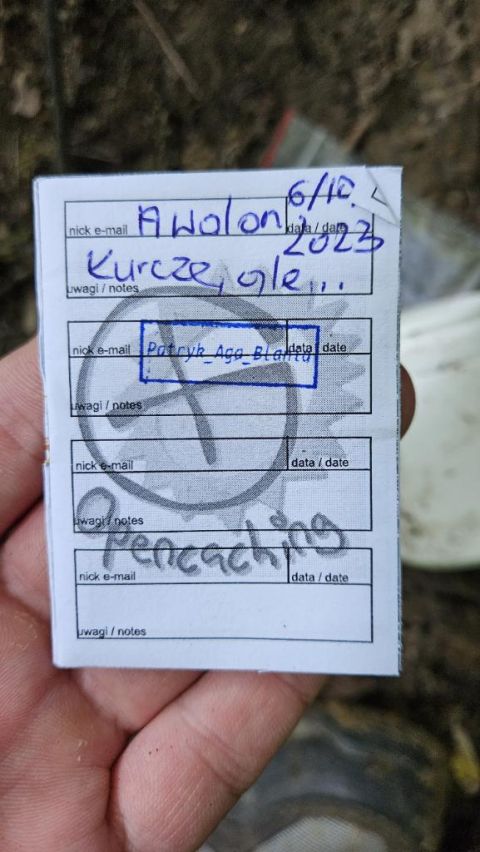 6/10.
nick e-mail Awolon data / date
2023
Kurcze, ale...
uwagi / notes
nick e-mail Patryk_Aga_Blanka data / date
uwagi / notes
nick e-mail data / date
uwagi / notes
Opencaching
nick e-mail data / date
uwagi / notes